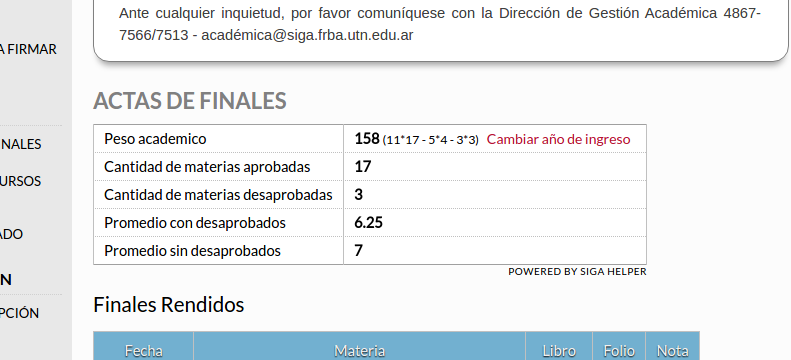 Ante cualquier inquietud, por favor comuníquese con la Dirección de Gestión Académica 4867-
7566/7513 - académica@siga.frba.utn.edu.ar
A FIRMAR
ACTAS DE FINALES
Peso academico 158 (11*17 - 5*4 - 3*3) Cambiar año de ingreso
NALES
Cantidad de materias aprobadas 17
URSOS
Cantidad de materias desaprobadas 3
Promedio con desaprobados 6.25
ADO
Promedio sin desaprobados 7
POWERED BY SIGA HELPER
N
Finales Rendidos
PCIÓN
Fecha Materia Libro Folio Nota